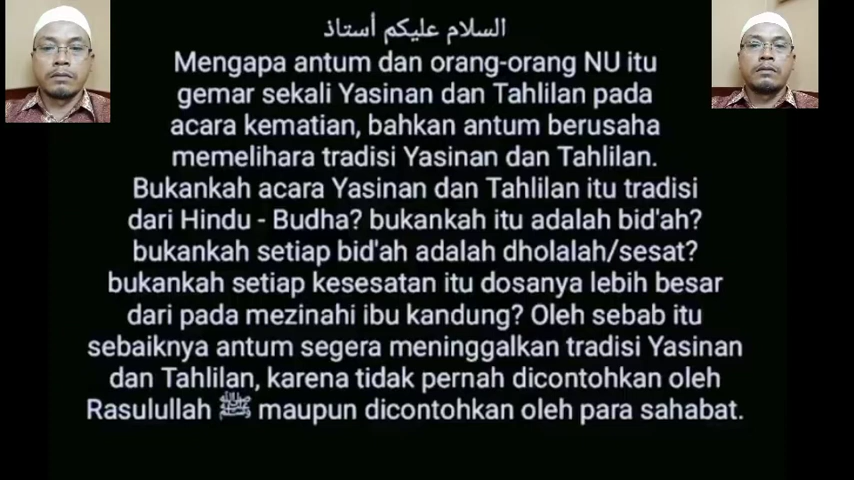 السلام عليكم أستاذ
Mengapa antum dan orang-orang NU itu
gemar sekali Yasinan dan Tahlilan pada
acara kematian, bahkan antum berusaha
memelihara tradisi Yasinan dan Tahlilan.
Bukankah acara Yasinan dan Tahlilan itu tradisi
dari Hindu - Budha? bukankah itu adalah bid'ah?
bukankah setiap bid'ah adalah dholalah/sesat?
bukankah setiap kesesatan itu dosanya lebih besar
dari pada mezinahi ibu kandung? Oleh sebab itu
sebaiknya antum segera meninggalkan tradisi Yasinan
dan Tahlilan, karena tidak pernah dicontohkan oleh
Rasulullah ﷺ maupun dicontohkan oleh para sahabat.